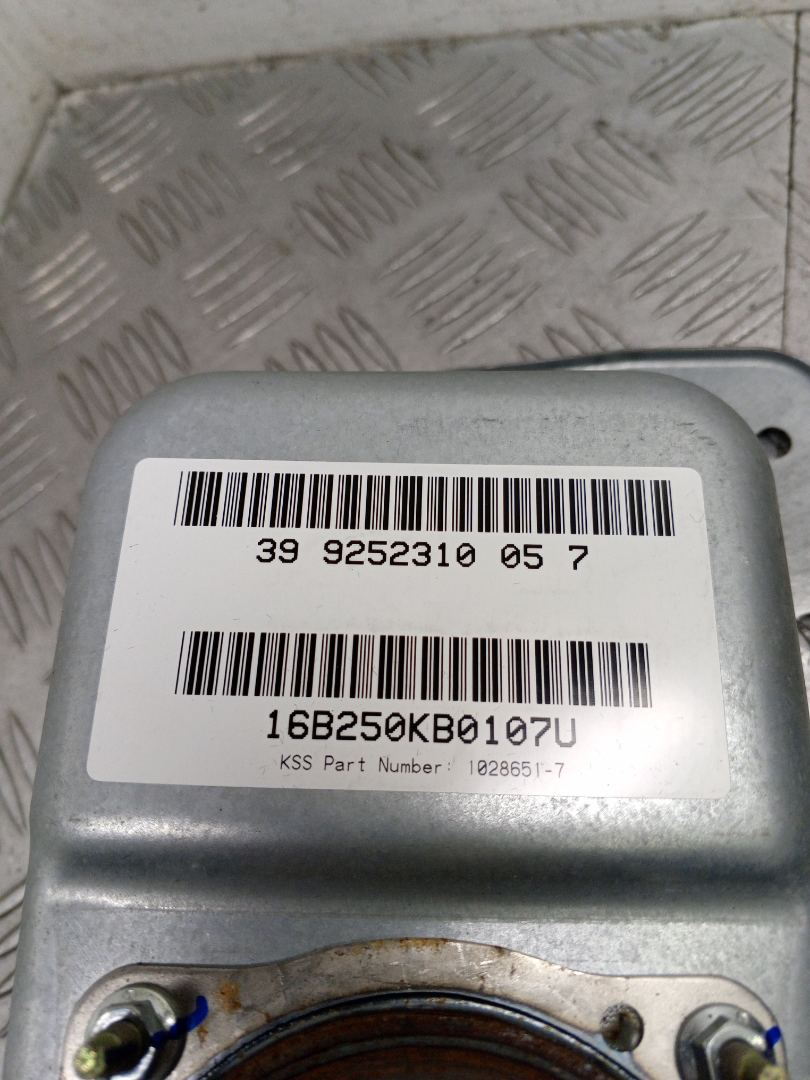 39 9252310 05 7
16B250KB0107U
KSS Part Number: 1028651-7